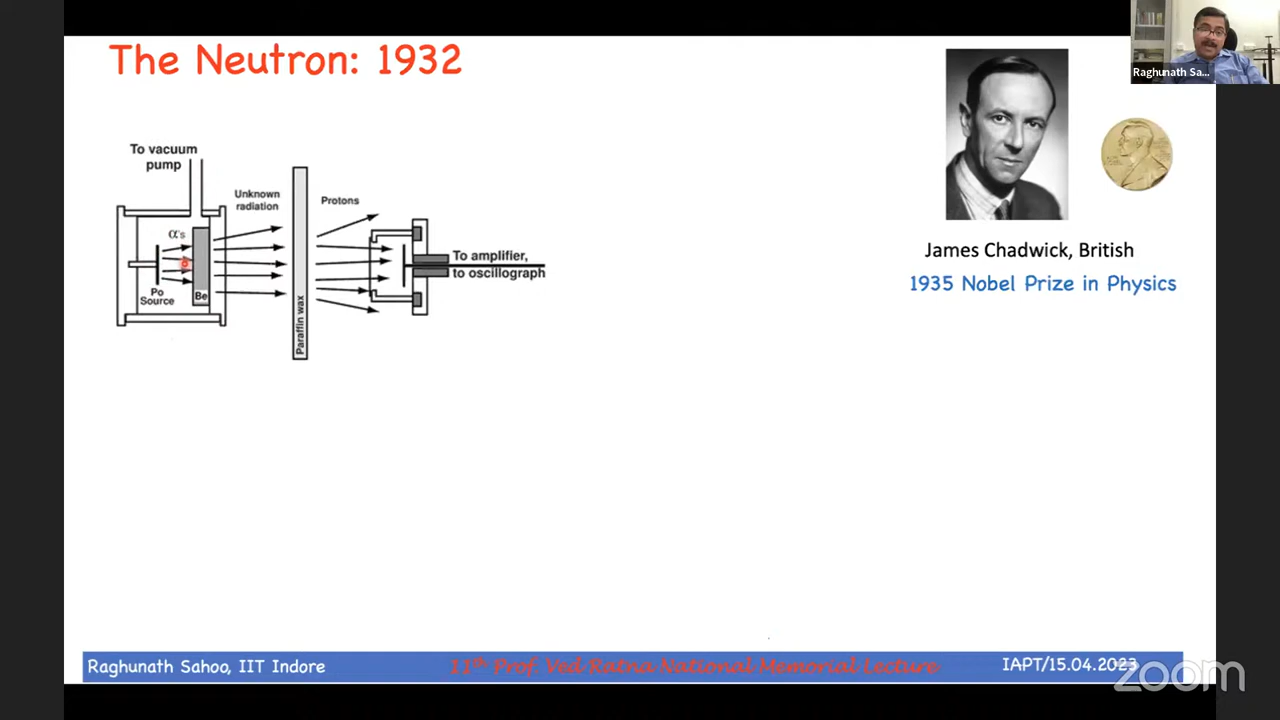 The Neutron: 1932
Raghunath Sa...
To vacuum
pump
Unknown
radiation
Protons
α's
To amplifier,
to oscillograph
Po
Source
Be
Paraffin wax
James Chadwick, British
1935 Nobel Prize in Physics
Raghunath Sahoo, IIT Indore
11th Prof. Ved Ratna National Memorial Lecture
IAPT/15.04.2023
zoom